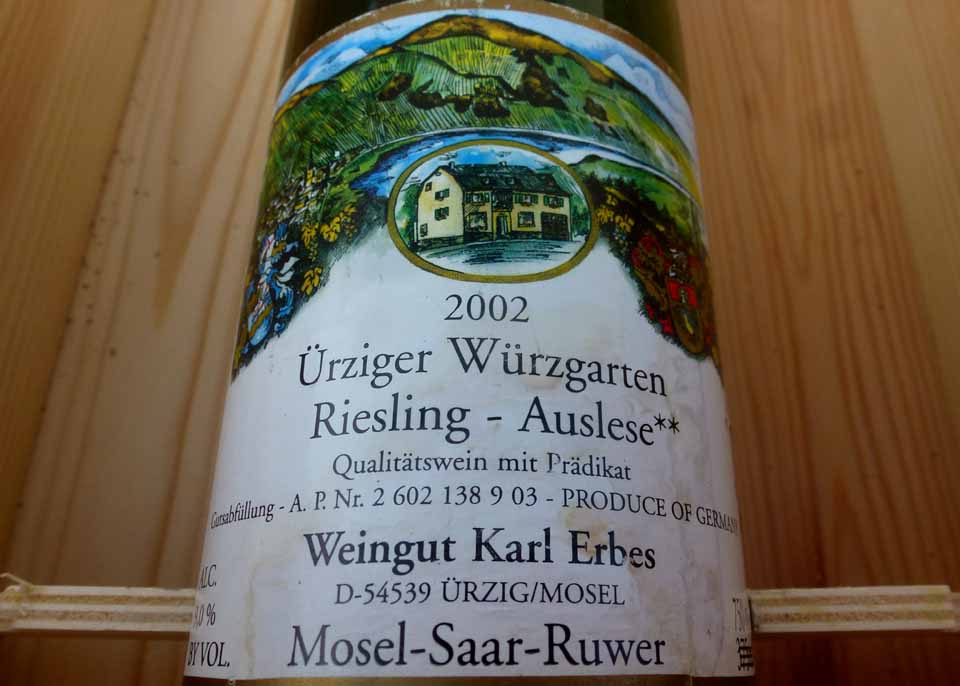 2002
Ürziger Würzgarten
Riesling - Auslese**
Qualitätswein mit Prädikat
Gutsabfüllung - A. P. Nr. 2 602 138 9 03 - PRODUCE OF GERMANY
Weingut Karl Erbes
D-54539 ÜRZIG/MOSEL
ALC.
% 
BY VOL.
Mosel-Saar-Ruwer